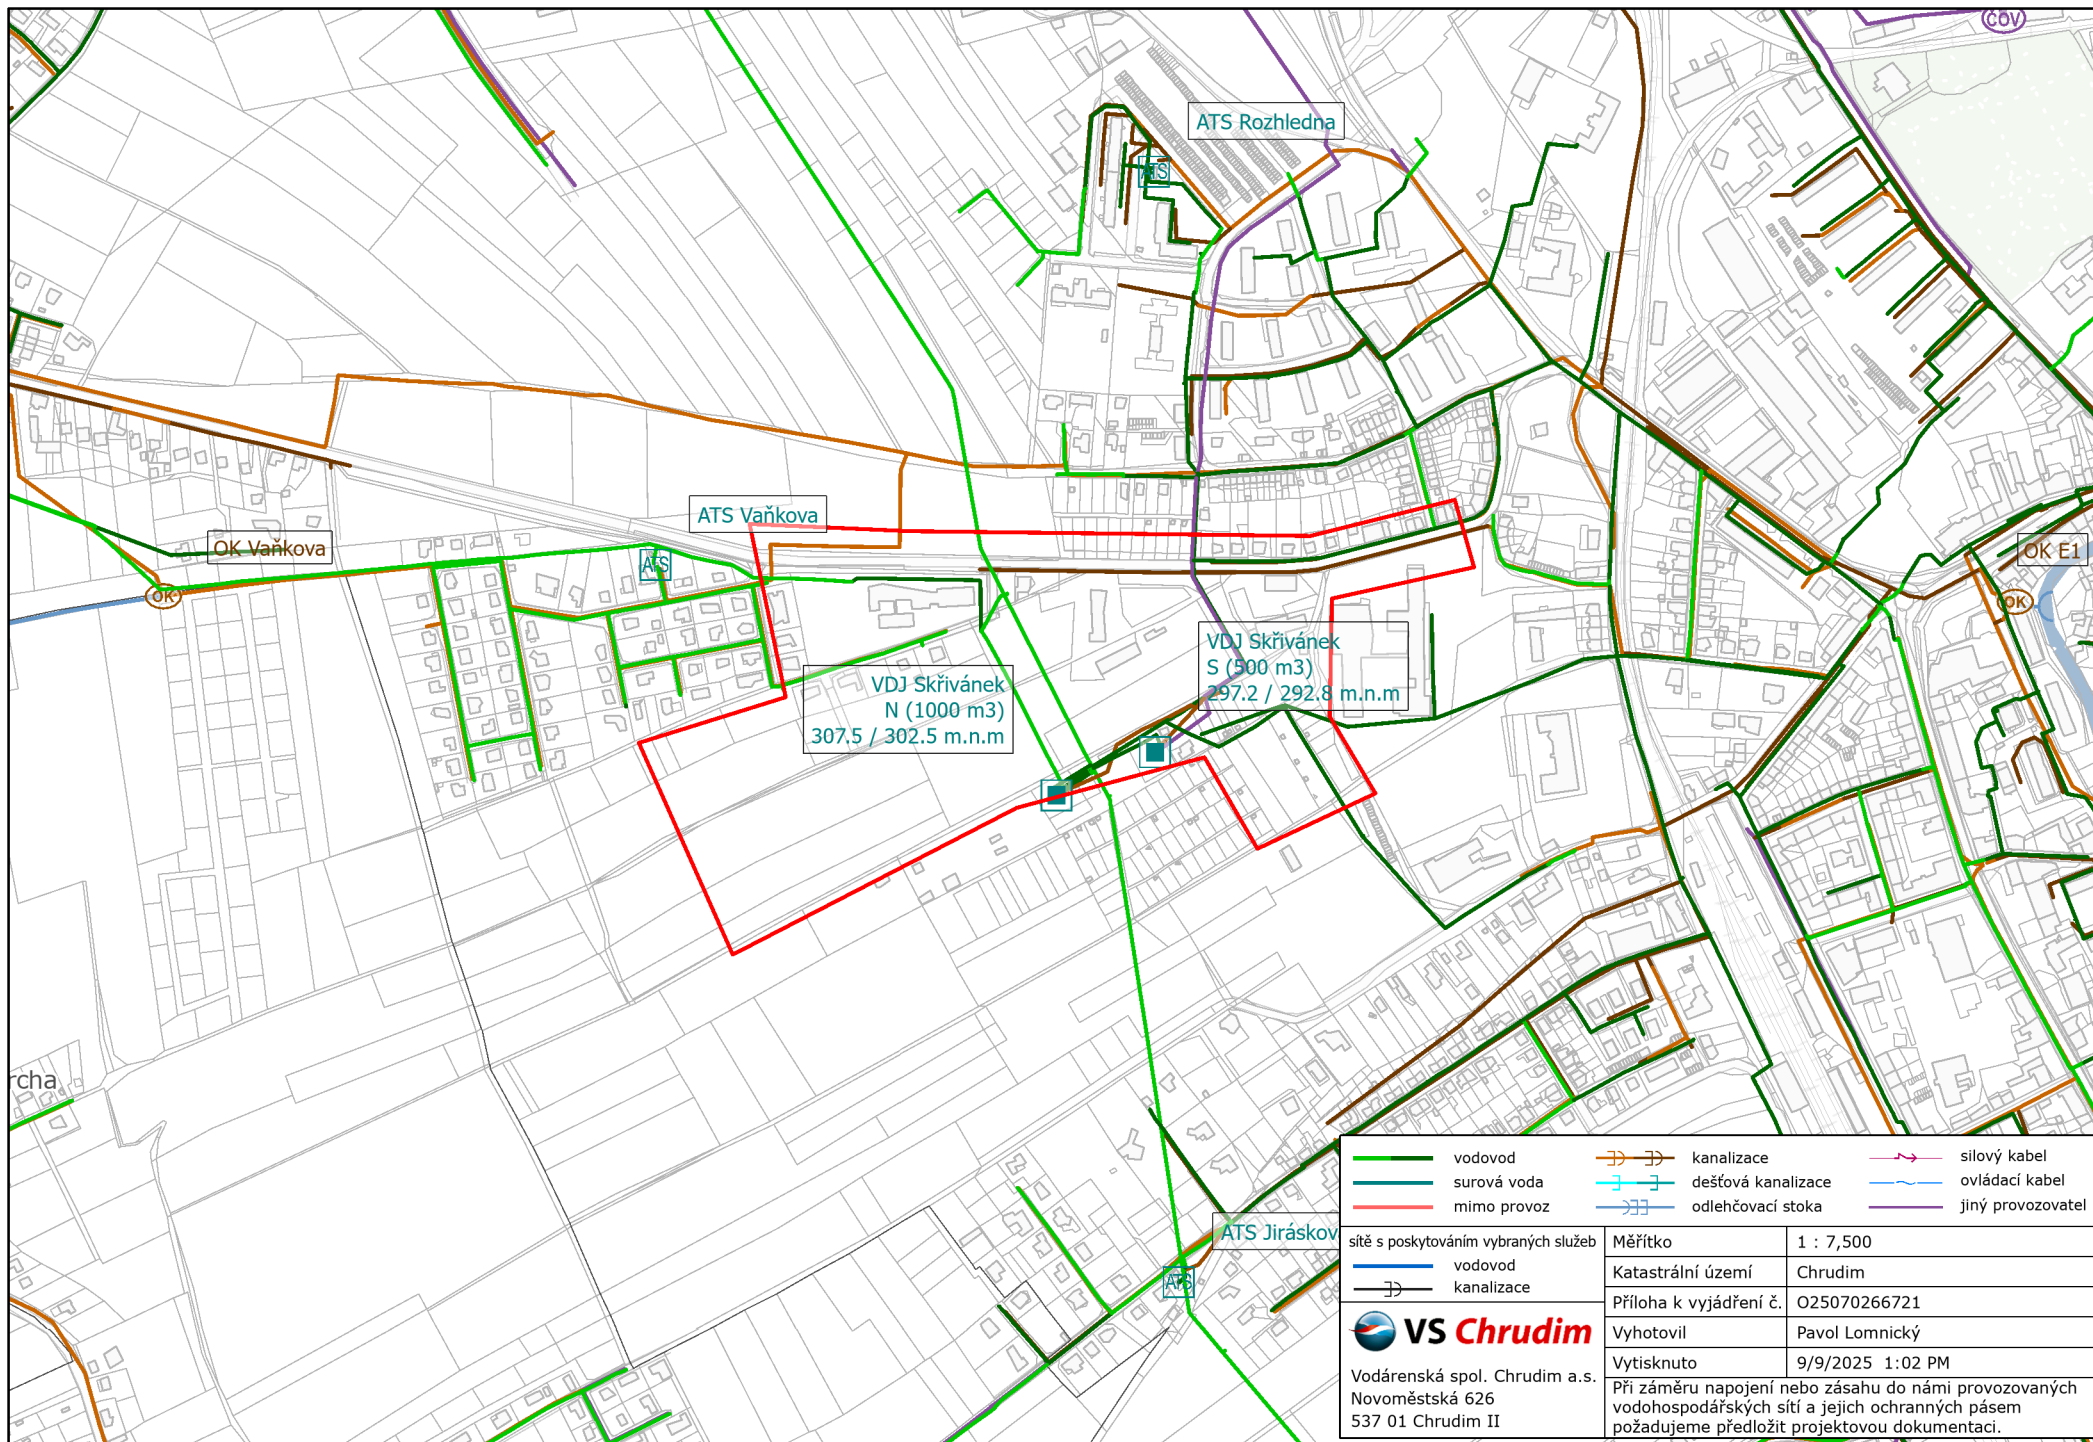 ČOV
ATS Rozhledna
ATS
ATS Vaňkova
OK Vaňkova
ATS
OK
OK E1
OK
VDJ Skřivánek
S (500 m3)
297.2 / 292.8 m.n.m
VDJ Skřivánek
N (1000 m3)
307.5 / 302.5 m.n.m
rcha
ATS Jiráskov
ATS
vodovod
kanalizace
silový kabel
surová voda
dešťová kanalizace
ovládací kabel
mimo provoz
odlehčovací stoka
jiný provozovatel
sítě s poskytováním vybraných služeb
vodovod
kanalizace
Měřítko 1 : 7,500
Katastrální území Chrudim
Příloha k vyjádření č. O25070266721
Vyhotovil Pavol Lomnický
Vytisknuto 9/9/2025 1:02 PM
VS Chrudim
Vodárenská spol. Chrudim a.s.
Novoměstská 626
537 01 Chrudim II
Při záměru napojení nebo zásahu do námi provozovaných
vodohospodářských sítí a jejich ochranných pásem
požadujeme předložit projektovou dokumentaci.